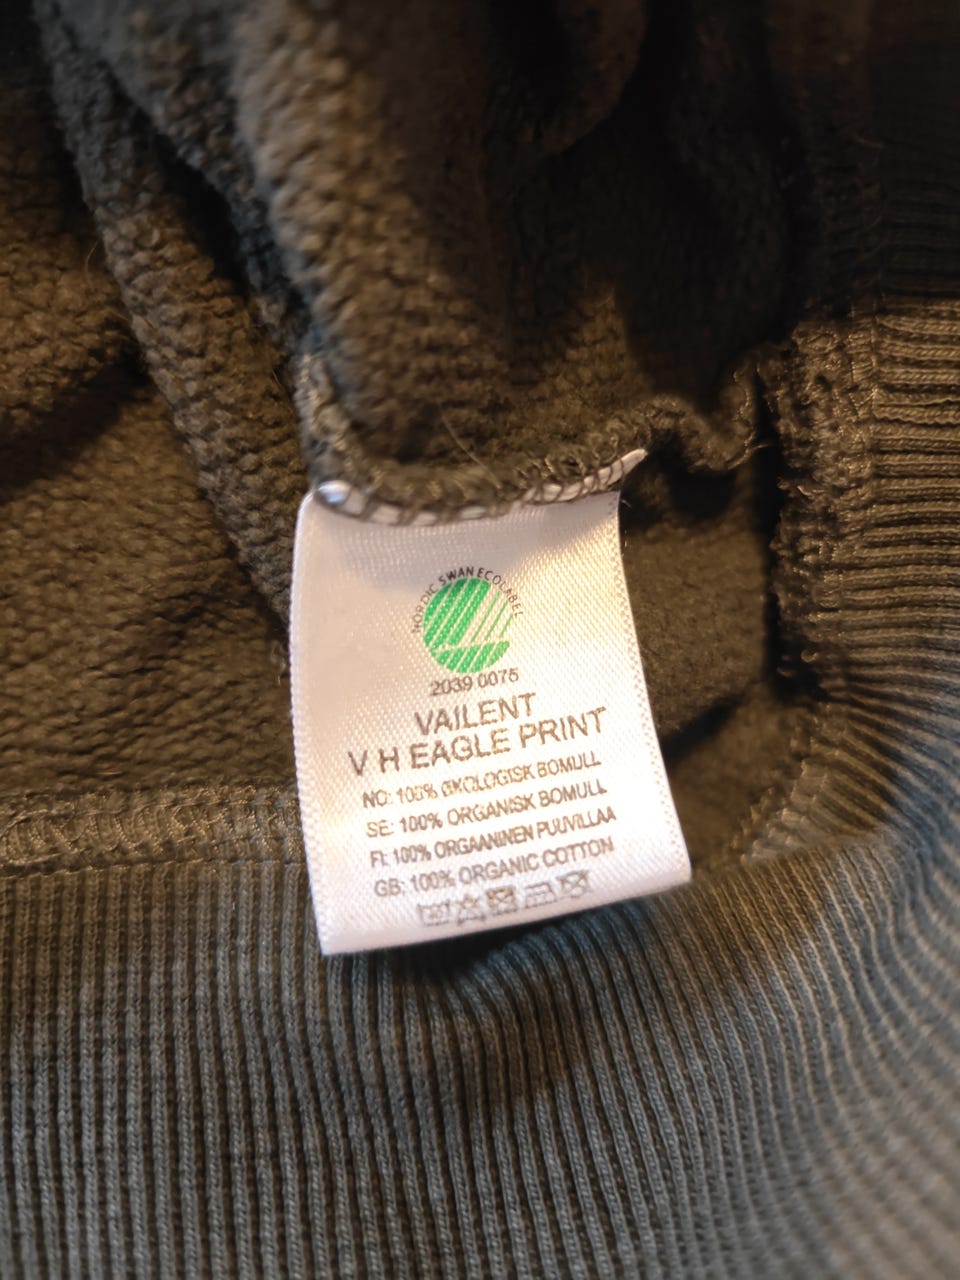 NORDIC SWAN ECOLABEL
2039 0075
VAILENT
V H EAGLE PRINT
NO: 100% ØKOLOGISK BOMULL
SE: 100% ORGANISK BOMULL
FI: 100% ORGAANINEN PUUVILLAA
GB: 100% ORGANIC COTTON